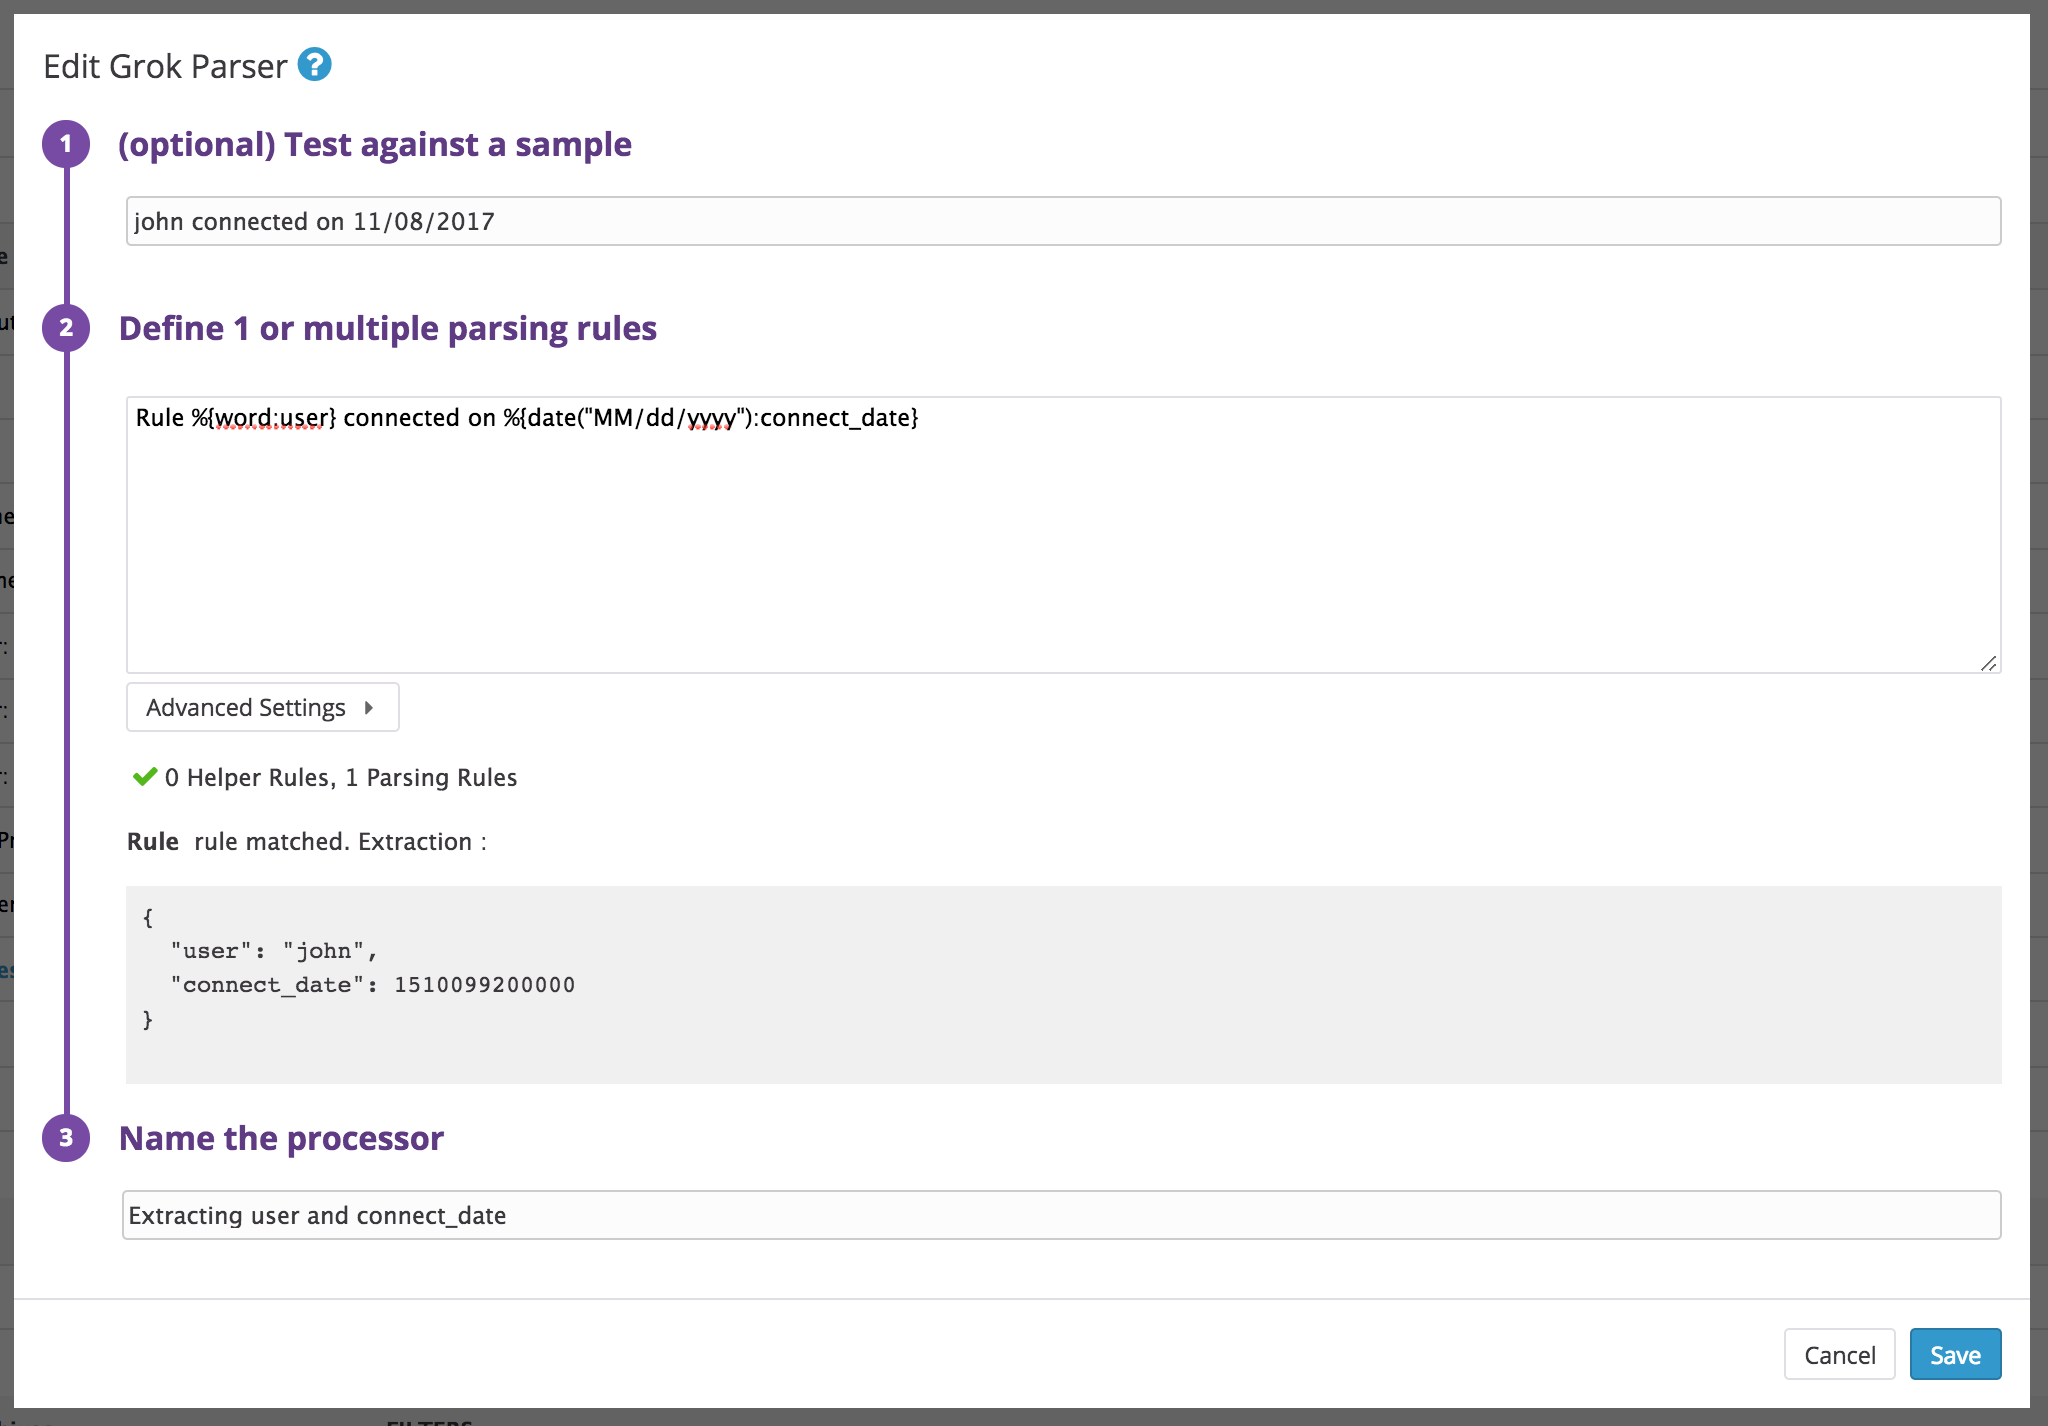 Edit Grok Parser ?
1 (optional) Test against a sample
john connected on 11/08/2017
2 Define 1 or multiple parsing rules
Rule %{word:user} connected on %{date("MM/dd/yyyy"):connect_date}
Advanced Settings
0 Helper Rules, 1 Parsing Rules
Rule rule matched. Extraction :
{
"user": "john",
"connect_date": 1510099200000
}
3 Name the processor
Extracting user and connect_date
Cancel Save